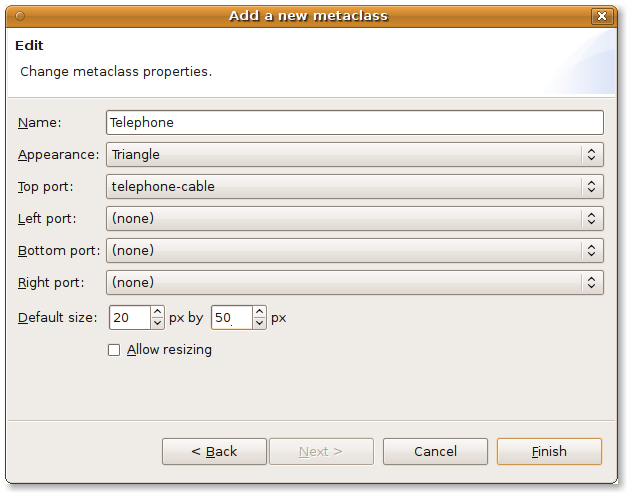 Add a new metaclass
Edit
Change metaclass properties.
Name: Telephone
Appearance: Triangle
Top port: telephone-cable
Left port: (none)
Bottom port: (none)
Right port: (none)
Default size: 20 px by 50 px
Allow resizing
< Back Next > Cancel Finish